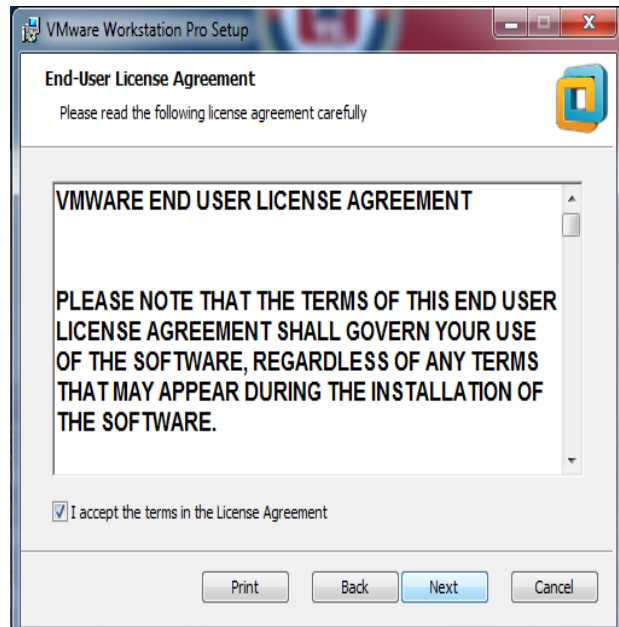 VMware Workstation Pro Setup
End-User License Agreement
Please read the following license agreement carefully
VMWARE END USER LICENSE AGREEMENT
PLEASE NOTE THAT THE TERMS OF THIS END USER
LICENSE AGREEMENT SHALL GOVERN YOUR USE
OF THE SOFTWARE, REGARDLESS OF ANY TERMS
THAT MAY APPEAR DURING THE INSTALLATION OF
THE SOFTWARE.
I accept the terms in the License Agreement
Print Back Next Cancel